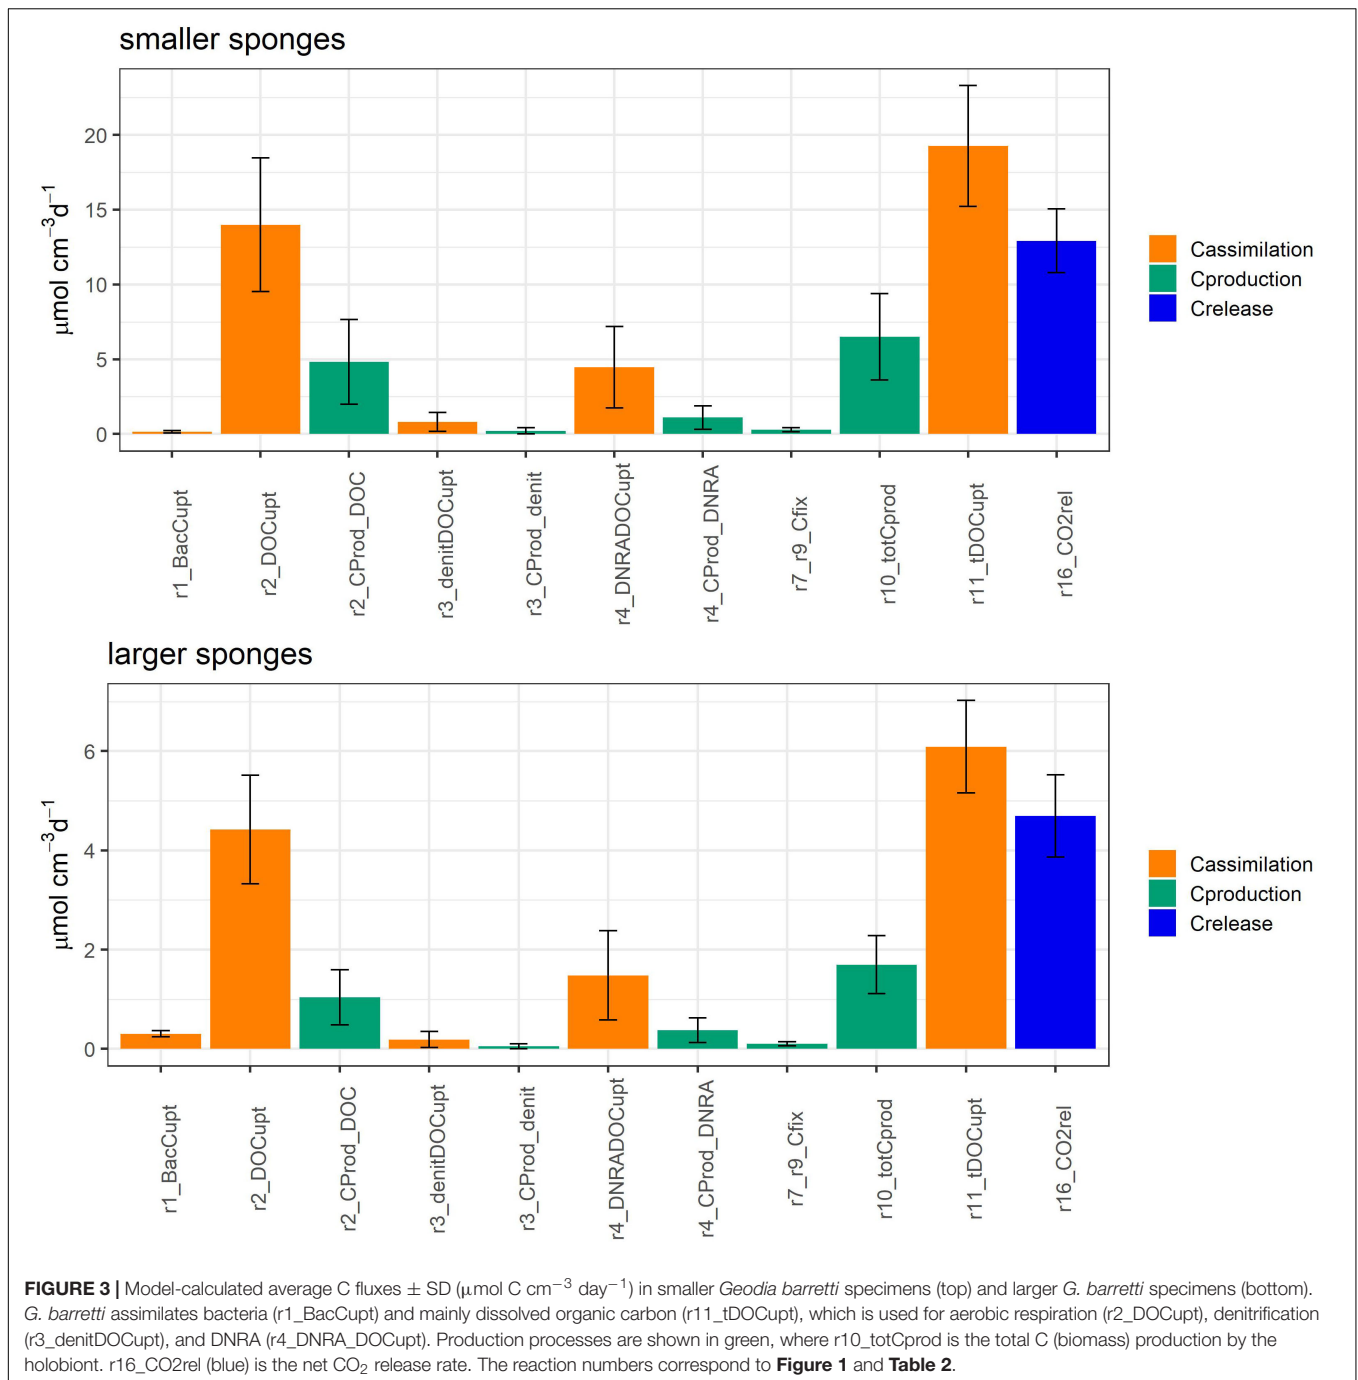 smaller sponges
20
15
10
5
0
μmol cm−3d−1
r1_BacCupt
r2_DOCupt
r2_CProd_DOC
r3_denitDOCupt
r3_CProd_denit
r4_DNRADOCupt
r4_CProd_DNRA
r7_r9_Cfix
r10_totCprod
r11_tDOCupt
r16_CO2rel
Cassimilation
Cproduction
Crelease
larger sponges
6
4
2
0
μmol cm−3d−1
r1_BacCupt
r2_DOCupt
r2_CProd_DOC
r3_denitDOCupt
r3_CProd_denit
r4_DNRADOCupt
r4_CProd_DNRA
r7_r9_Cfix
r10_totCprod
r11_tDOCupt
r16_CO2rel
Cassimilation
Cproduction
Crelease
FIGURE 3 | Model-calculated average C fluxes ± SD (μmol C cm−3 day−1) in smaller Geodia barretti specimens (top) and larger G. barretti specimens (bottom).
G. barretti assimilates bacteria (r1_BacCupt) and mainly dissolved organic carbon (r11_tDOCupt), which is used for aerobic respiration (r2_DOCupt), denitrification
(r3_denitDOCupt), and DNRA (r4_DNRA_DOCupt). Production processes are shown in green, where r10_totCprod is the total C (biomass) production by the
holobiont. r16_CO2rel (blue) is the net CO2 release rate. The reaction numbers correspond to Figure 1 and Table 2.